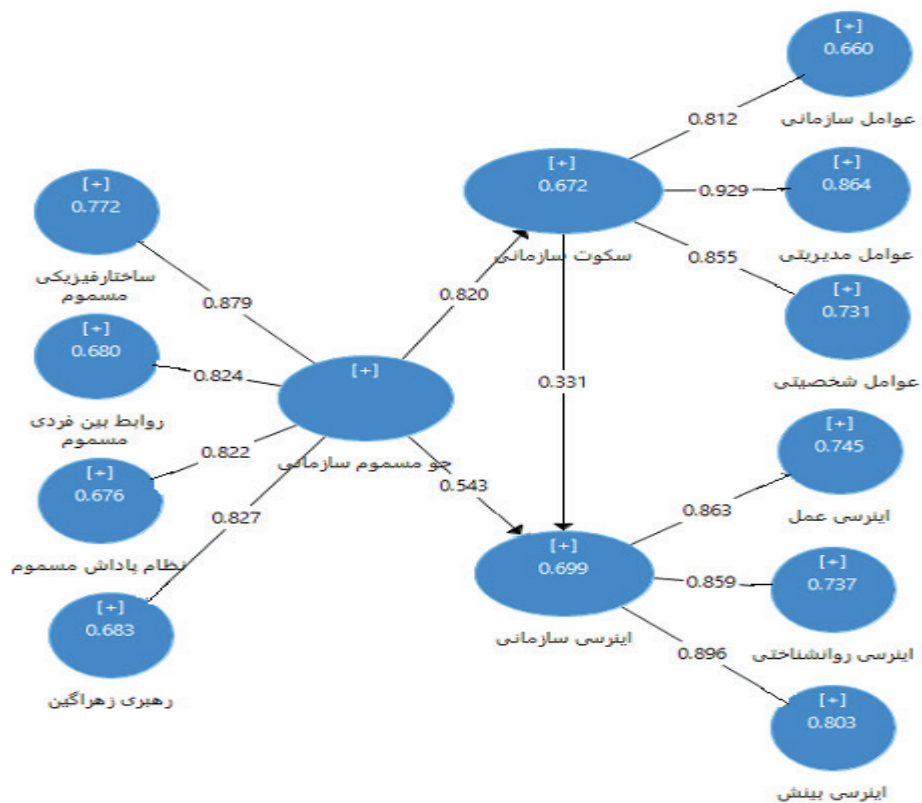 [+]
0.660
عوامل سازمانی
0.812
[+]
0.672
سکوت سازمانی
0.929
[+]
0.864
عوامل مدیریتی
0.855
[+]
0.731
عوامل شخصیتی
[+]
0.772
ساختارفیزیکی
مسموم
0.879
0.820
[+]
0.680
روابط بین فردی
مسموم
0.824
[+]
جو مسموم سازمانی
0.331
0.822
[+]
0.676
نظام پاداش مسموم
0.543
0.827
[+]
0.683
رهبری زهراگین
[+]
0.699
اینرسی سازمانی
0.863
[+]
0.745
اینرسی عمل
0.859
[+]
0.737
اینرسی روانشناختی
0.896
[+]
0.803
اینرسی بینش